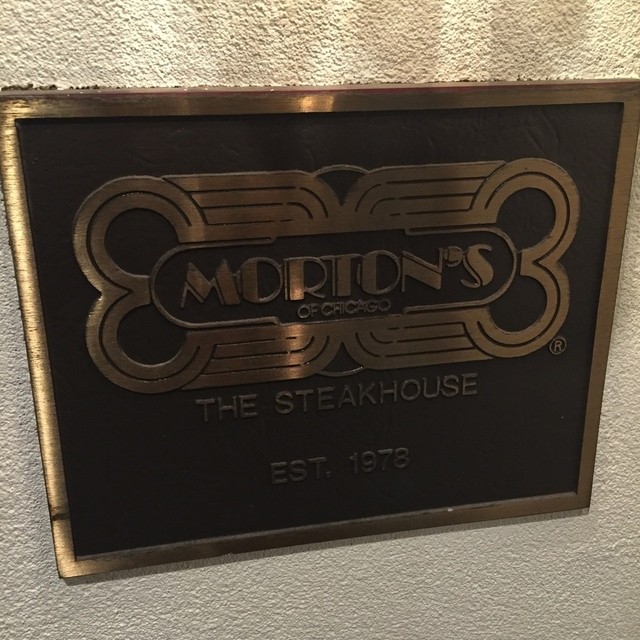 MORTON'S
OF CHICAGO
®
THE STEAKHOUSE
EST. 1978